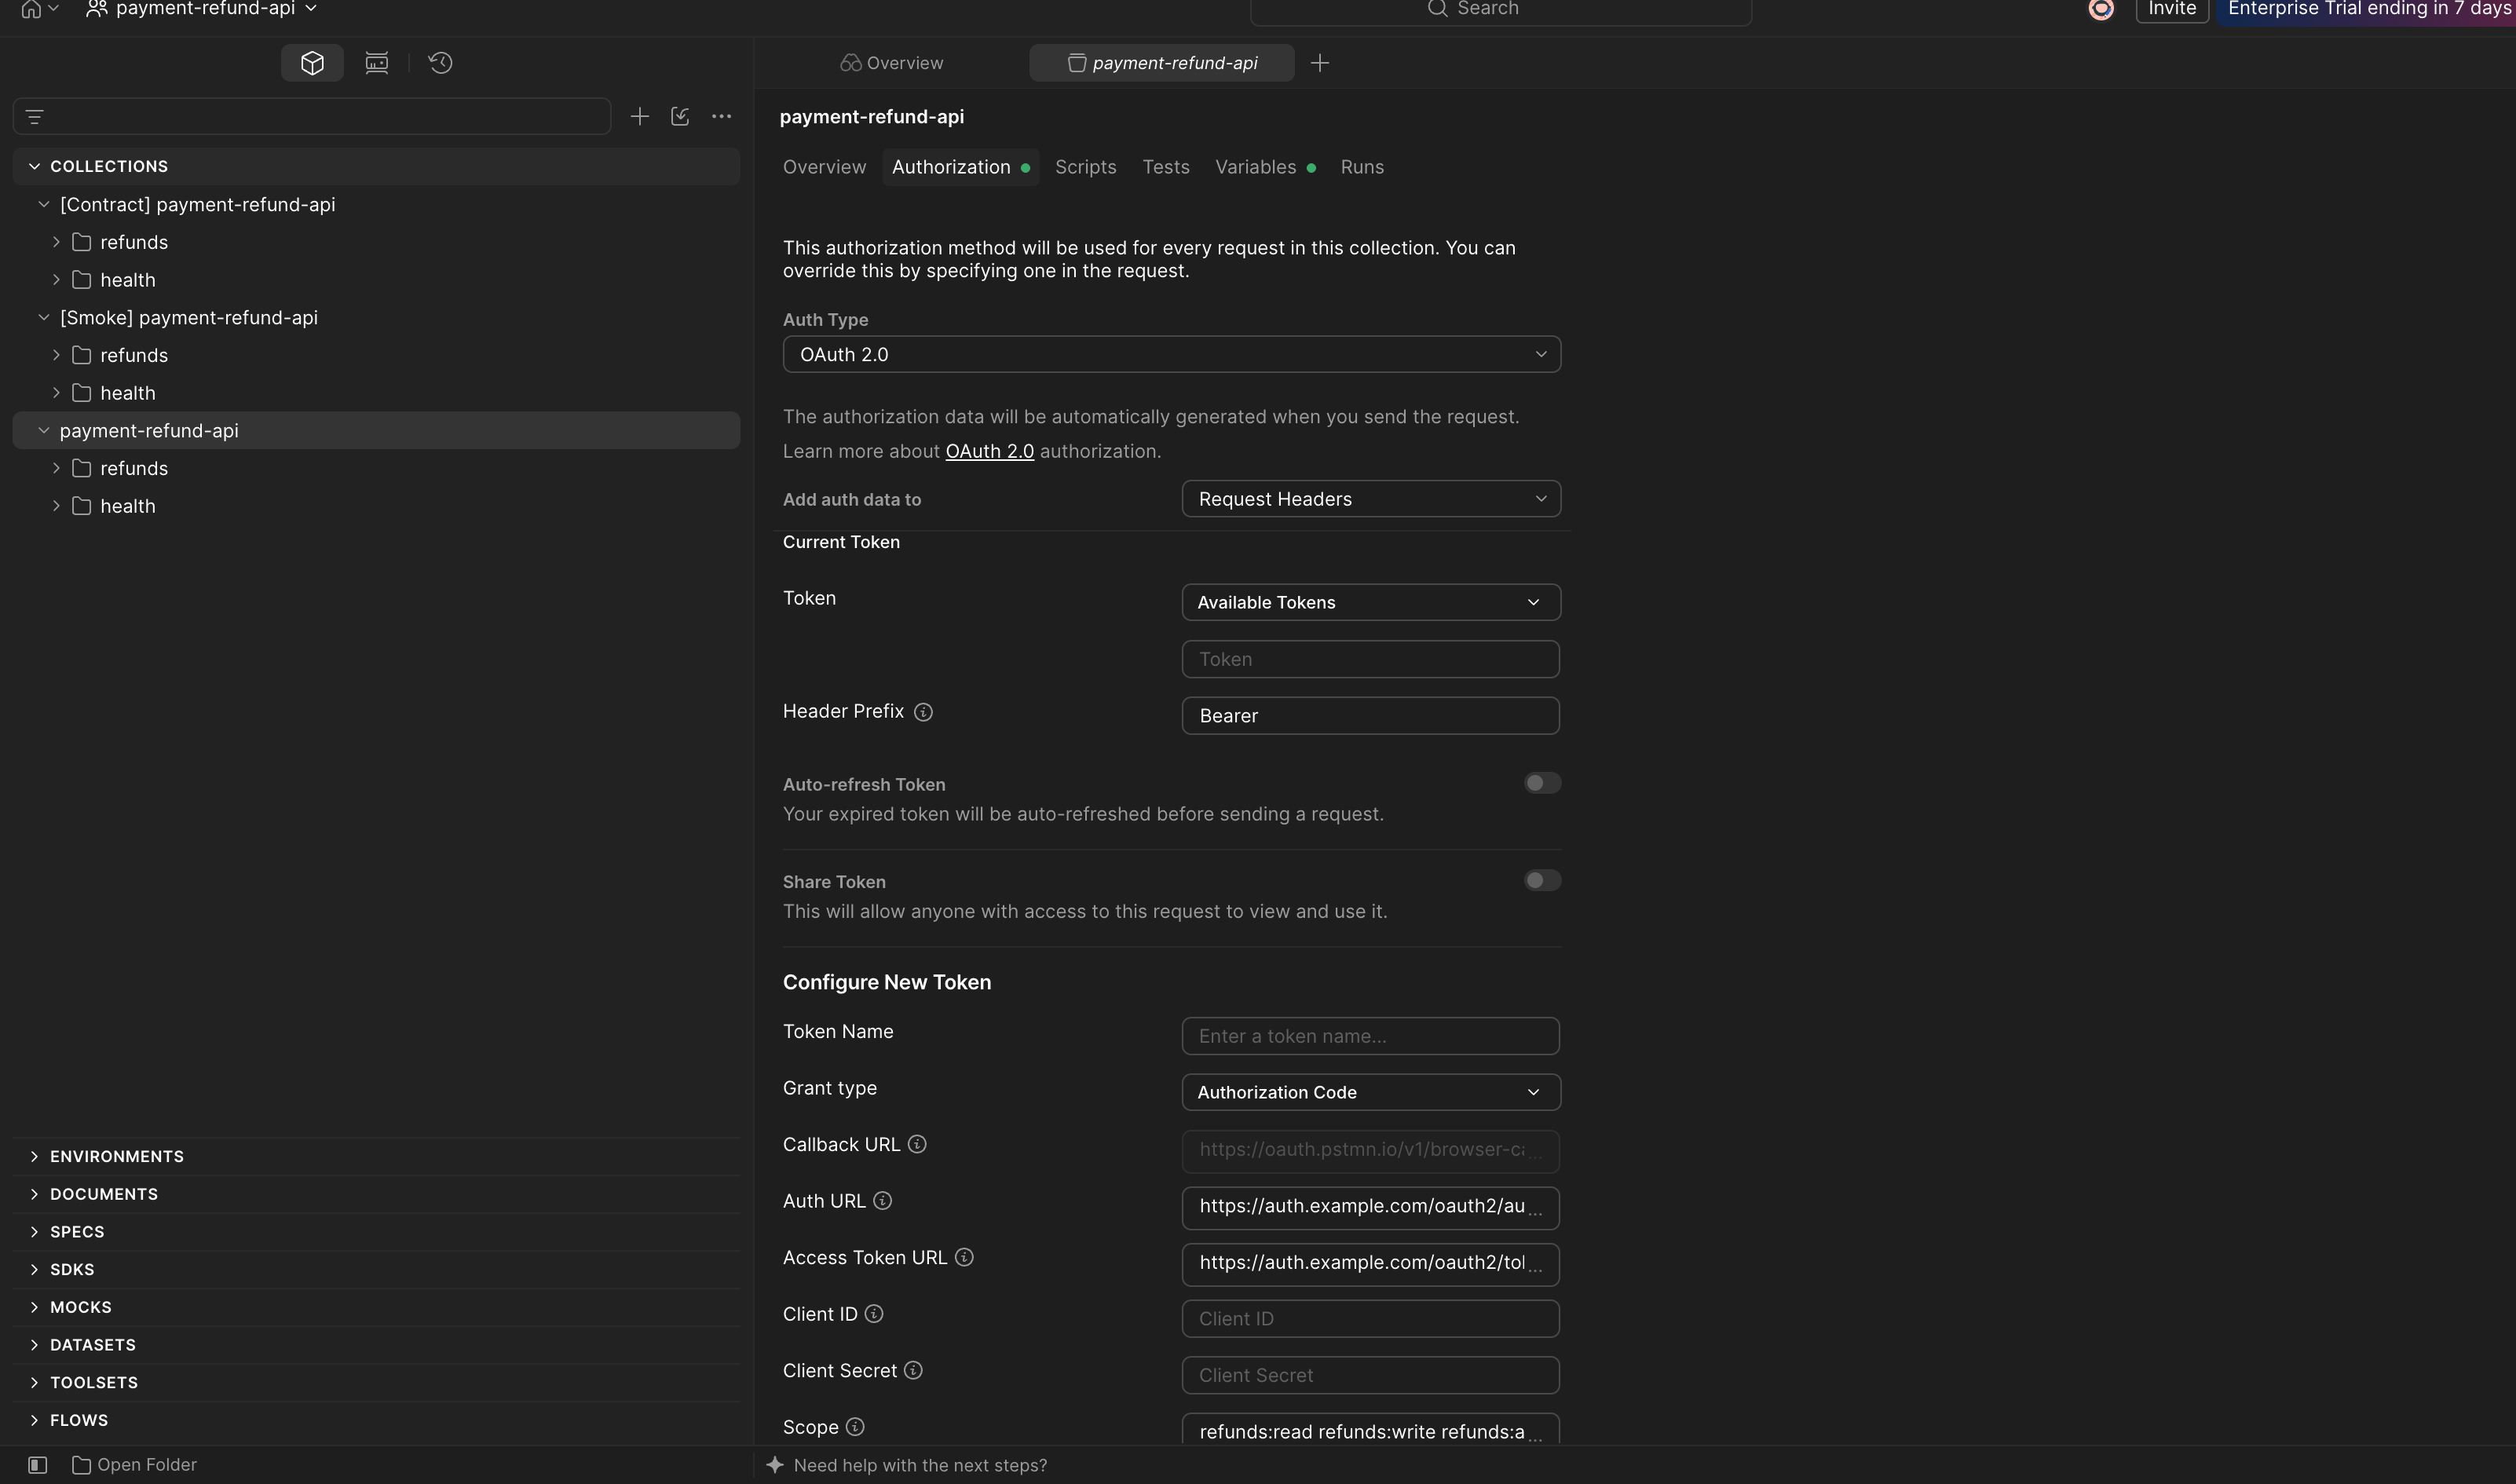 payment-refund-api
Search
Invite
Enterprise Trial ending in 7 days
Overview
payment-refund-api
COLLECTIONS
[Contract] payment-refund-api
refunds
health
[Smoke] payment-refund-api
refunds
health
payment-refund-api
refunds
health
ENVIRONMENTS
DOCUMENTS
SPECS
SDKS
MOCKS
DATASETS
TOOLSETS
FLOWS
Open Folder
payment-refund-api
Overview Authorization Scripts Tests Variables Runs
This authorization method will be used for every request in this collection. You can
override this by specifying one in the request.
Auth Type
OAuth 2.0
The authorization data will be automatically generated when you send the request.
Learn more about OAuth 2.0 authorization.
Add auth data to
Request Headers
Current Token
Token
Available Tokens
Token
Header Prefix
Bearer
Auto-refresh Token
Your expired token will be auto-refreshed before sending a request.
Share Token
This will allow anyone with access to this request to view and use it.
Configure New Token
Token Name
Enter a token name...
Grant type
Authorization Code
Callback URL
https://oauth.pstmn.io/v1/browser-ca...
Auth URL
https://auth.example.com/oauth2/au...
Access Token URL
https://auth.example.com/oauth2/tol...
Client ID
Client ID
Client Secret
Client Secret
Scope
refunds:read refunds:write refunds:a...
Need help with the next steps?